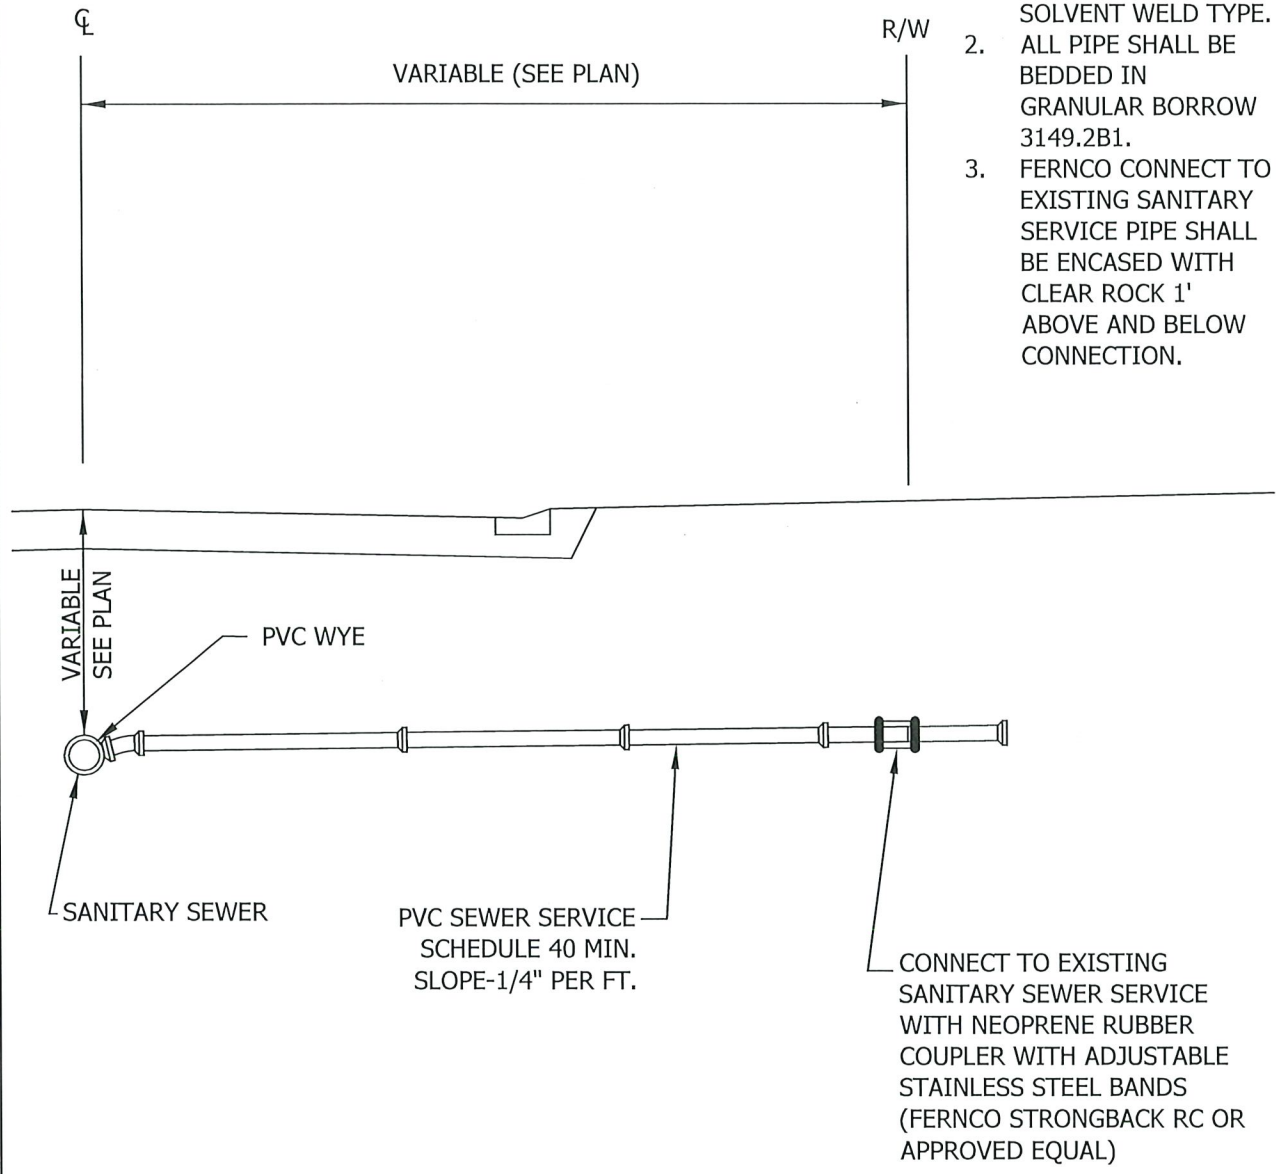 ℄
R/W
VARIABLE (SEE PLAN)
SOLVENT WELD TYPE.
2. ALL PIPE SHALL BE
BEDDED IN
GRANULAR BORROW
3149.2B1.
3. FERNCO CONNECT TO
EXISTING SANITARY
SERVICE PIPE SHALL
BE ENCASED WITH
CLEAR ROCK 1'
ABOVE AND BELOW
CONNECTION.
VARIABLE
SEE PLAN
PVC WYE
SANITARY SEWER
PVC SEWER SERVICE
SCHEDULE 40 MIN.
SLOPE-1/4" PER FT.
CONNECT TO EXISTING
SANITARY SEWER SERVICE
WITH NEOPRENE RUBBER
COUPLER WITH ADJUSTABLE
STAINLESS STEEL BANDS
(FERNCO STRONGBACK RC OR
APPROVED EQUAL)